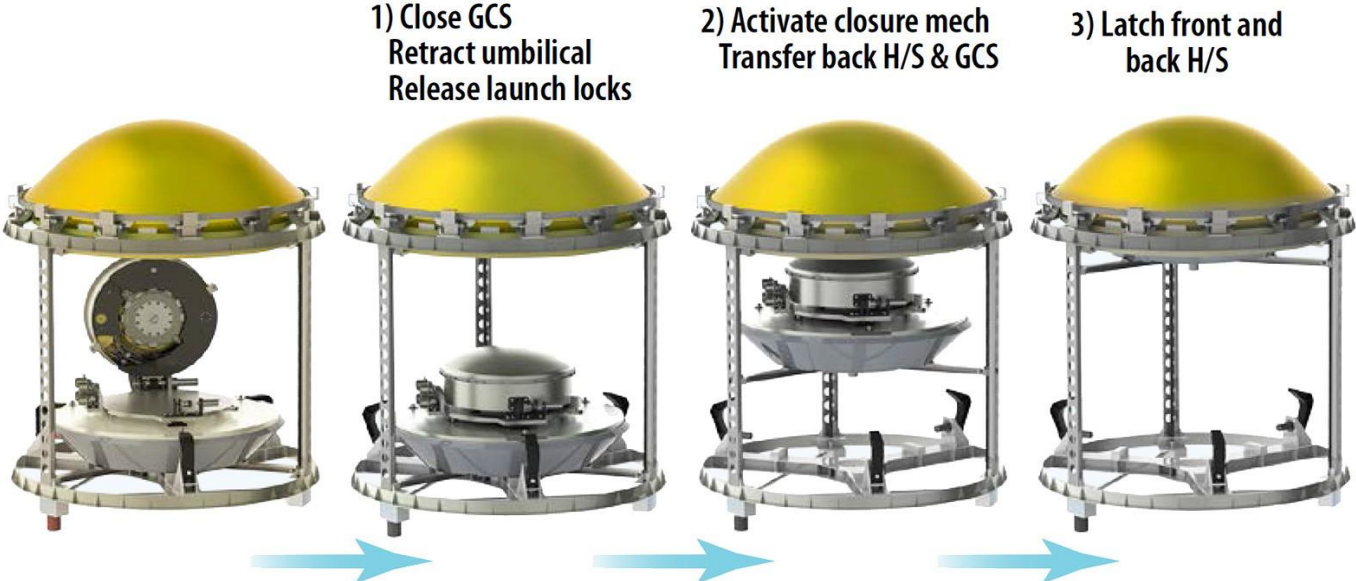 1) Close GCS
Retract umbilical
Release launch locks
2) Activate closure mech
Transfer back H/S & GCS
3) Latch front and
back H/S